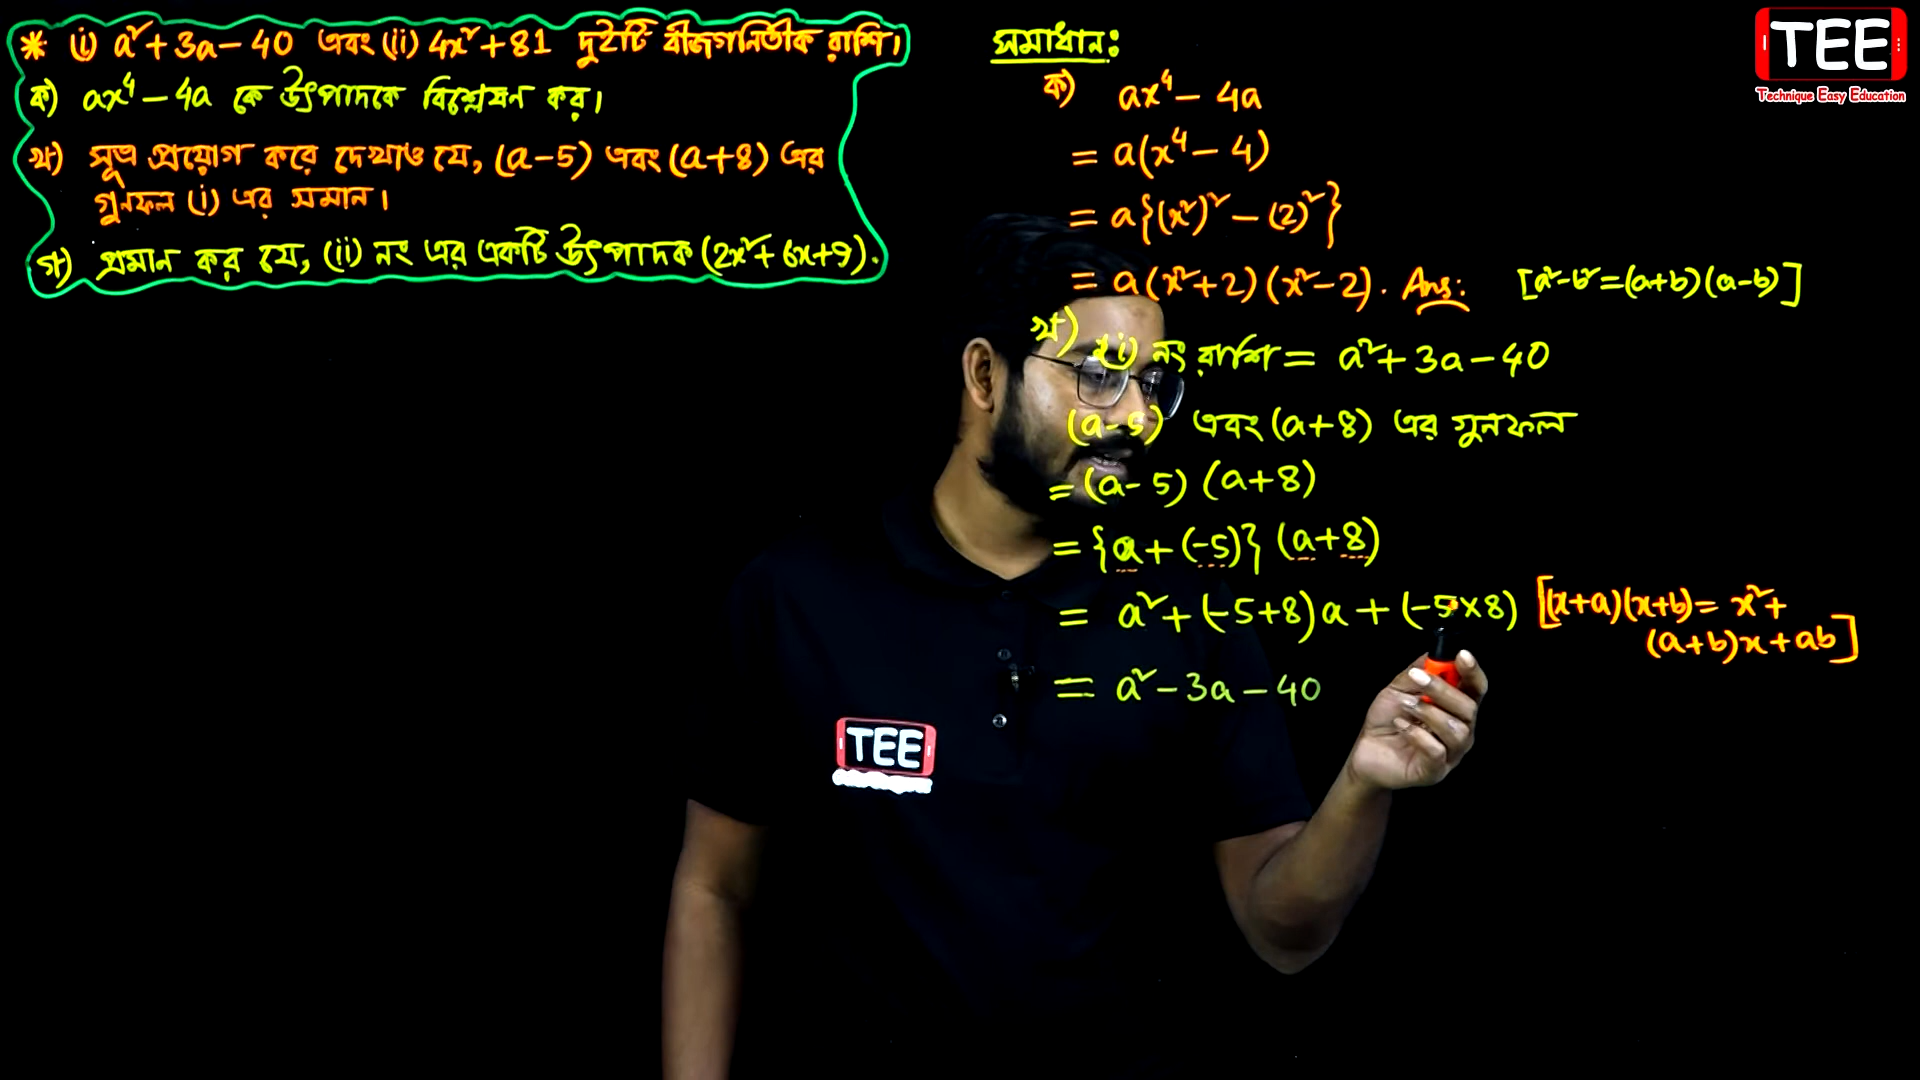 * (i) a² + 3a - 40 এবং (ii) 4x² + 81 দুইটি বীজগনিতীক রাশি।
ক) ax⁴ - 4a কে উৎপাদকে বিশ্লেষন কর।
খ) সূত্র প্রয়োগ করে দেখাও যে, (a-5) এবং (a+8) এর
গুনফল (i) এর সমান।
গ) প্রমান কর যে, (ii) নং এর একটি উৎপাদক (2x² + 6x + 9).
সমাধান:
ক) ax⁴ - 4a
= a(x⁴ - 4)
= a{(x²)² - (2)²}
= a(x²+2)(x²-2). Ans: [a²-b²=(a+b)(a-b)]
খ) (i) নং রাশি = a² + 3a - 40
(a-5) এবং (a+8) এর গুনফল
= (a-5) (a+8)
= {a + (-5)} (a+8)
= a² + (-5+8)a + (-5×8) [(x+a)(x+b) = x² +
(a+b)x + ab]
= a² - 3a - 40
TEE
Technique Easy Education
TEE